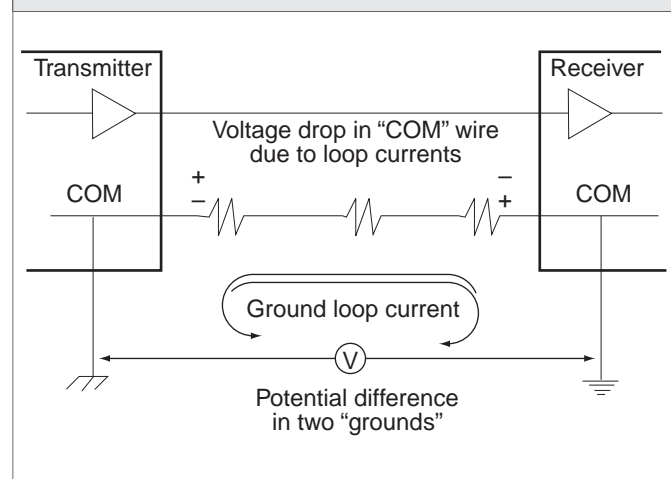 Transmitter
Receiver
Voltage drop in “COM” wire
due to loop currents
COM
+
–
–
+
COM
Ground loop current
V
Potential difference
in two “grounds”